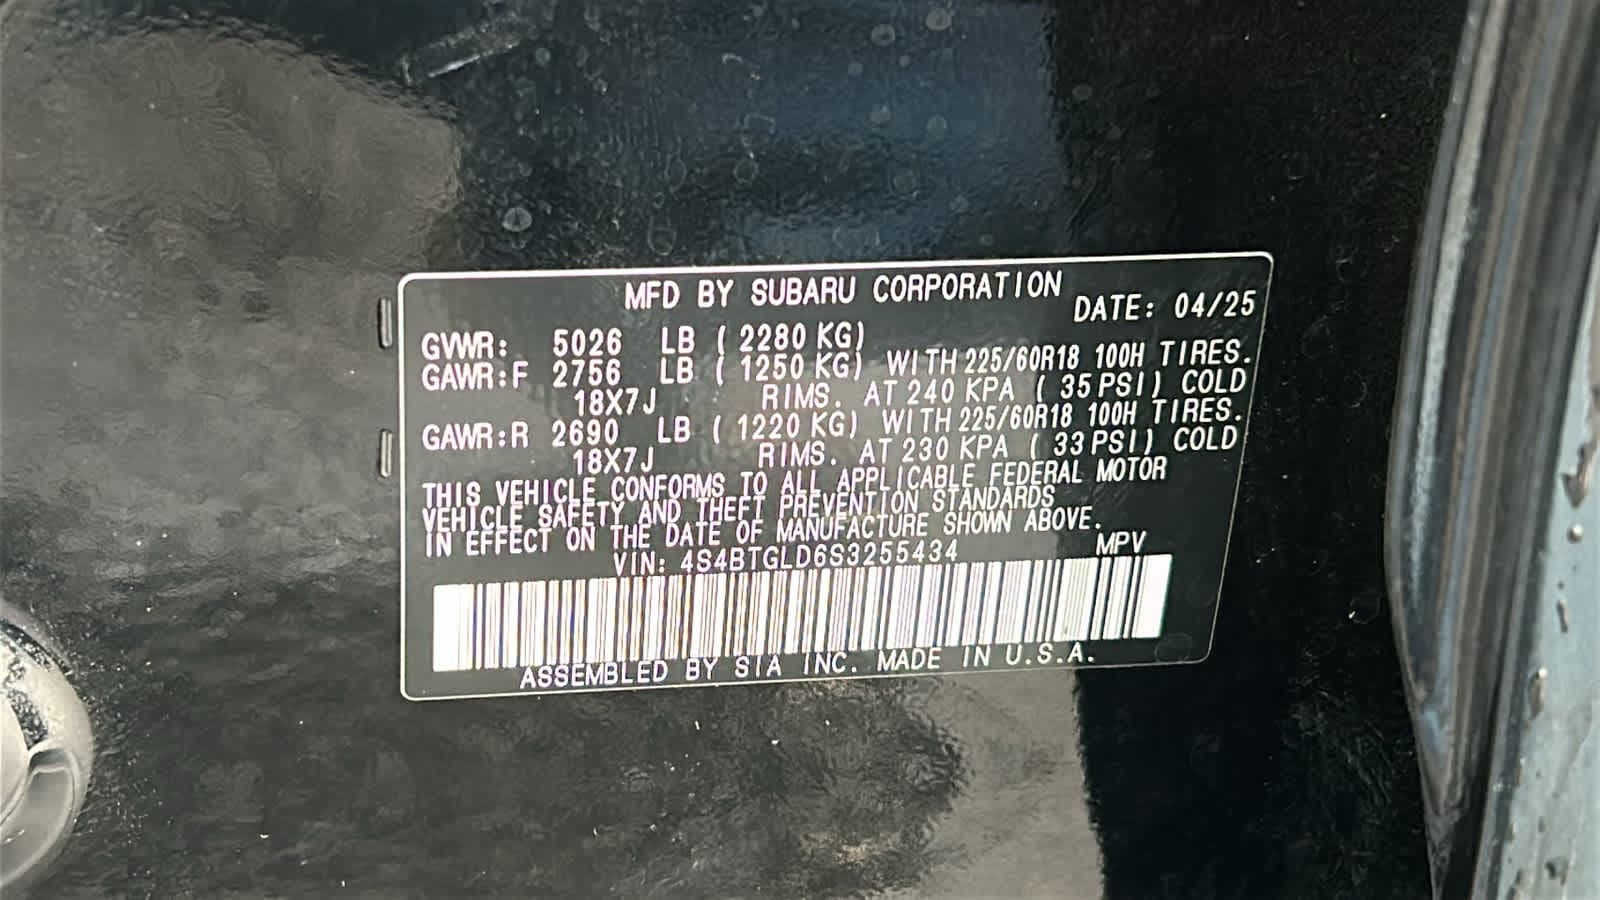 MFD BY SUBARU CORPORATION
DATE: 04/25
GVWR: 5026 LB ( 2280 KG)
GAWR:F 2756 LB ( 1250 KG) WITH 225/60R18 100H TIRES.
18X7J RIMS. AT 240 KPA ( 35 PSI) COLD
GAWR:R 2690 LB ( 1220 KG) WITH 225/60R18 100H TIRES.
18X7J RIMS. AT 230 KPA ( 33 PSI) COLD
THIS VEHICLE CONFORMS TO ALL APPLICABLE FEDERAL MOTOR
VEHICLE SAFETY AND THEFT PREVENTION STANDARDS
IN EFFECT ON THE DATE OF MANUFACTURE SHOWN ABOVE.
VIN: 4S4BTGLD6S3255434 MPV
ASSEMBLED BY SIA INC. MADE IN U.S.A.